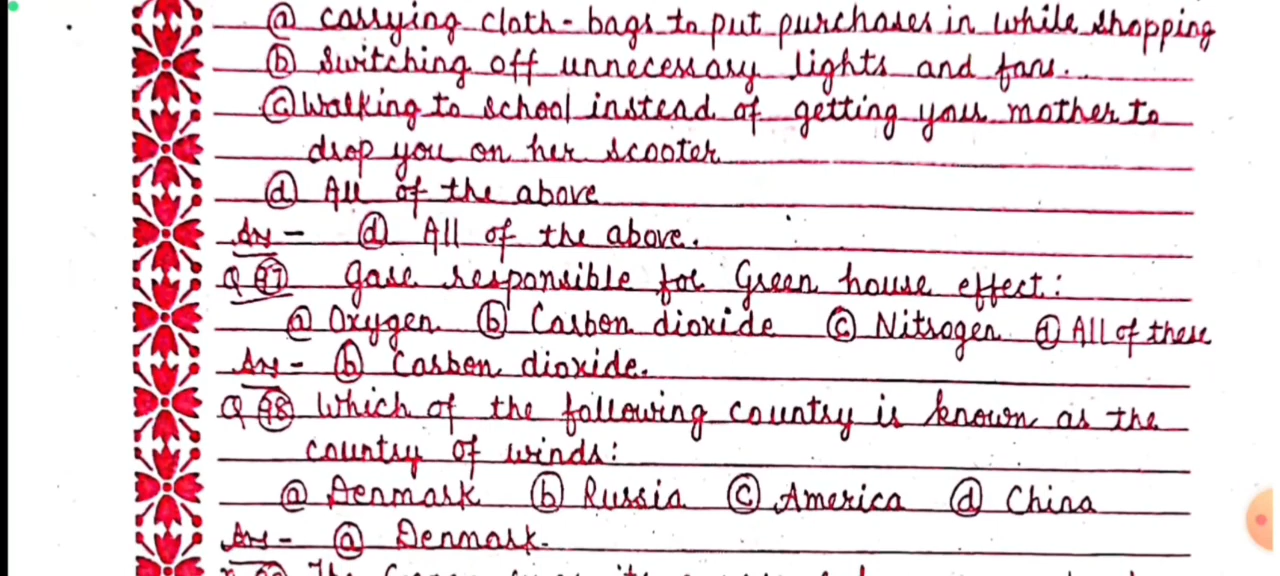 ⓐ carrying cloth-bags to put purchases in while shopping
ⓑ Switching off unnecessary lights and fans.
ⓒ Walking to school instead of getting your mother to
drop you on her scooter
ⓓ All of the above
Ans - ⓓ All of the above.
Q 97 gase responsible for Green house effect:
ⓐ Oxygen ⓑ Carbon dioxide ⓒ Nitrogen ⓓ All of these
Ans - ⓑ Carbon dioxide.
Q 98 Which of the following country is known as the
country of winds:
ⓐ Denmark ⓑ Russia ⓒ America ⓓ China
Ans - ⓐ Denmark.